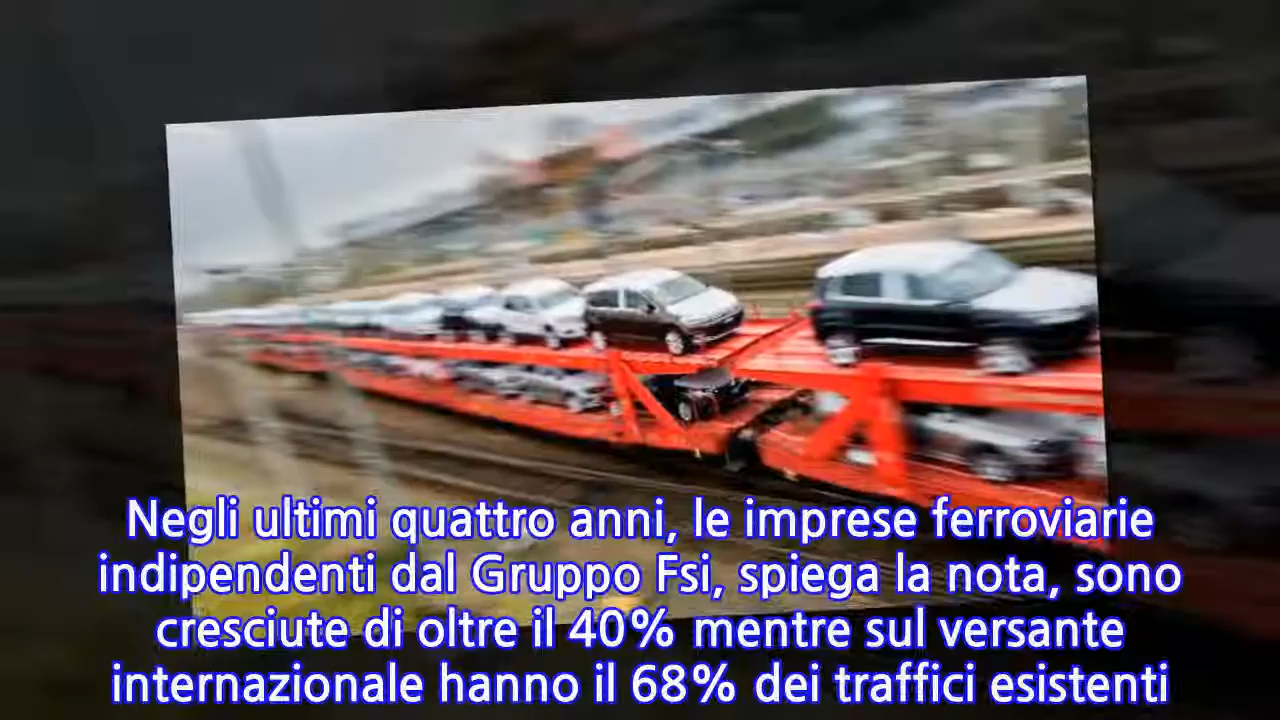 Negli ultimi quattro anni, le imprese ferroviarie
indipendenti dal Gruppo Fsi, spiega la nota, sono
cresciute di oltre il 40% mentre sul versante
internazionale hanno il 68% dei traffici esistenti